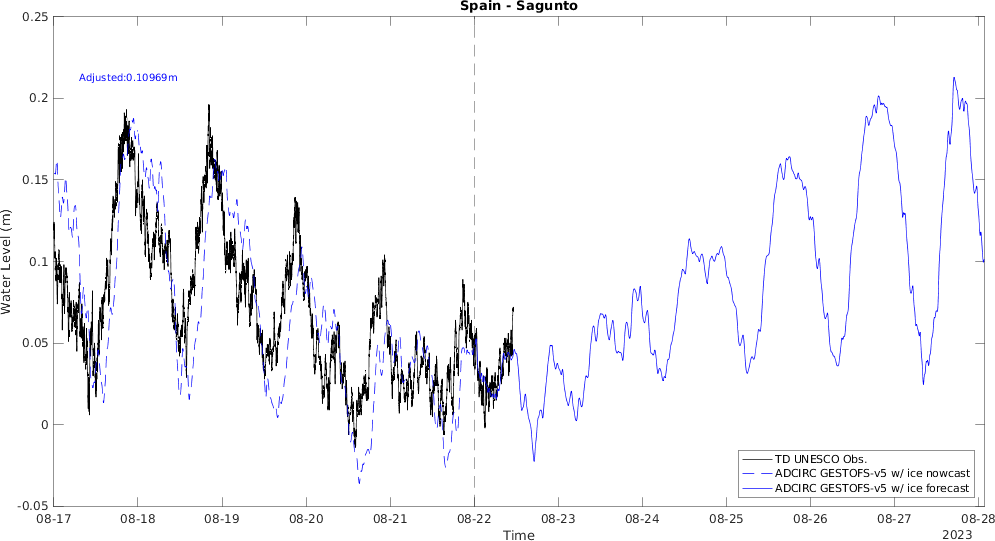 Spain - Sagunto
0.25
Adjusted:0.10969m
0.2
0.15
0.1
0.05
0
-0.05
Water Level (m)
TD UNESCO Obs.
ADCIRC GESTOFS-v5 w/ ice nowcast
ADCIRC GESTOFS-v5 w/ ice forecast
08-17 08-18 08-19 08-20 08-21 08-22 08-23 08-24 08-25 08-26 08-27 08-28
Time
2023